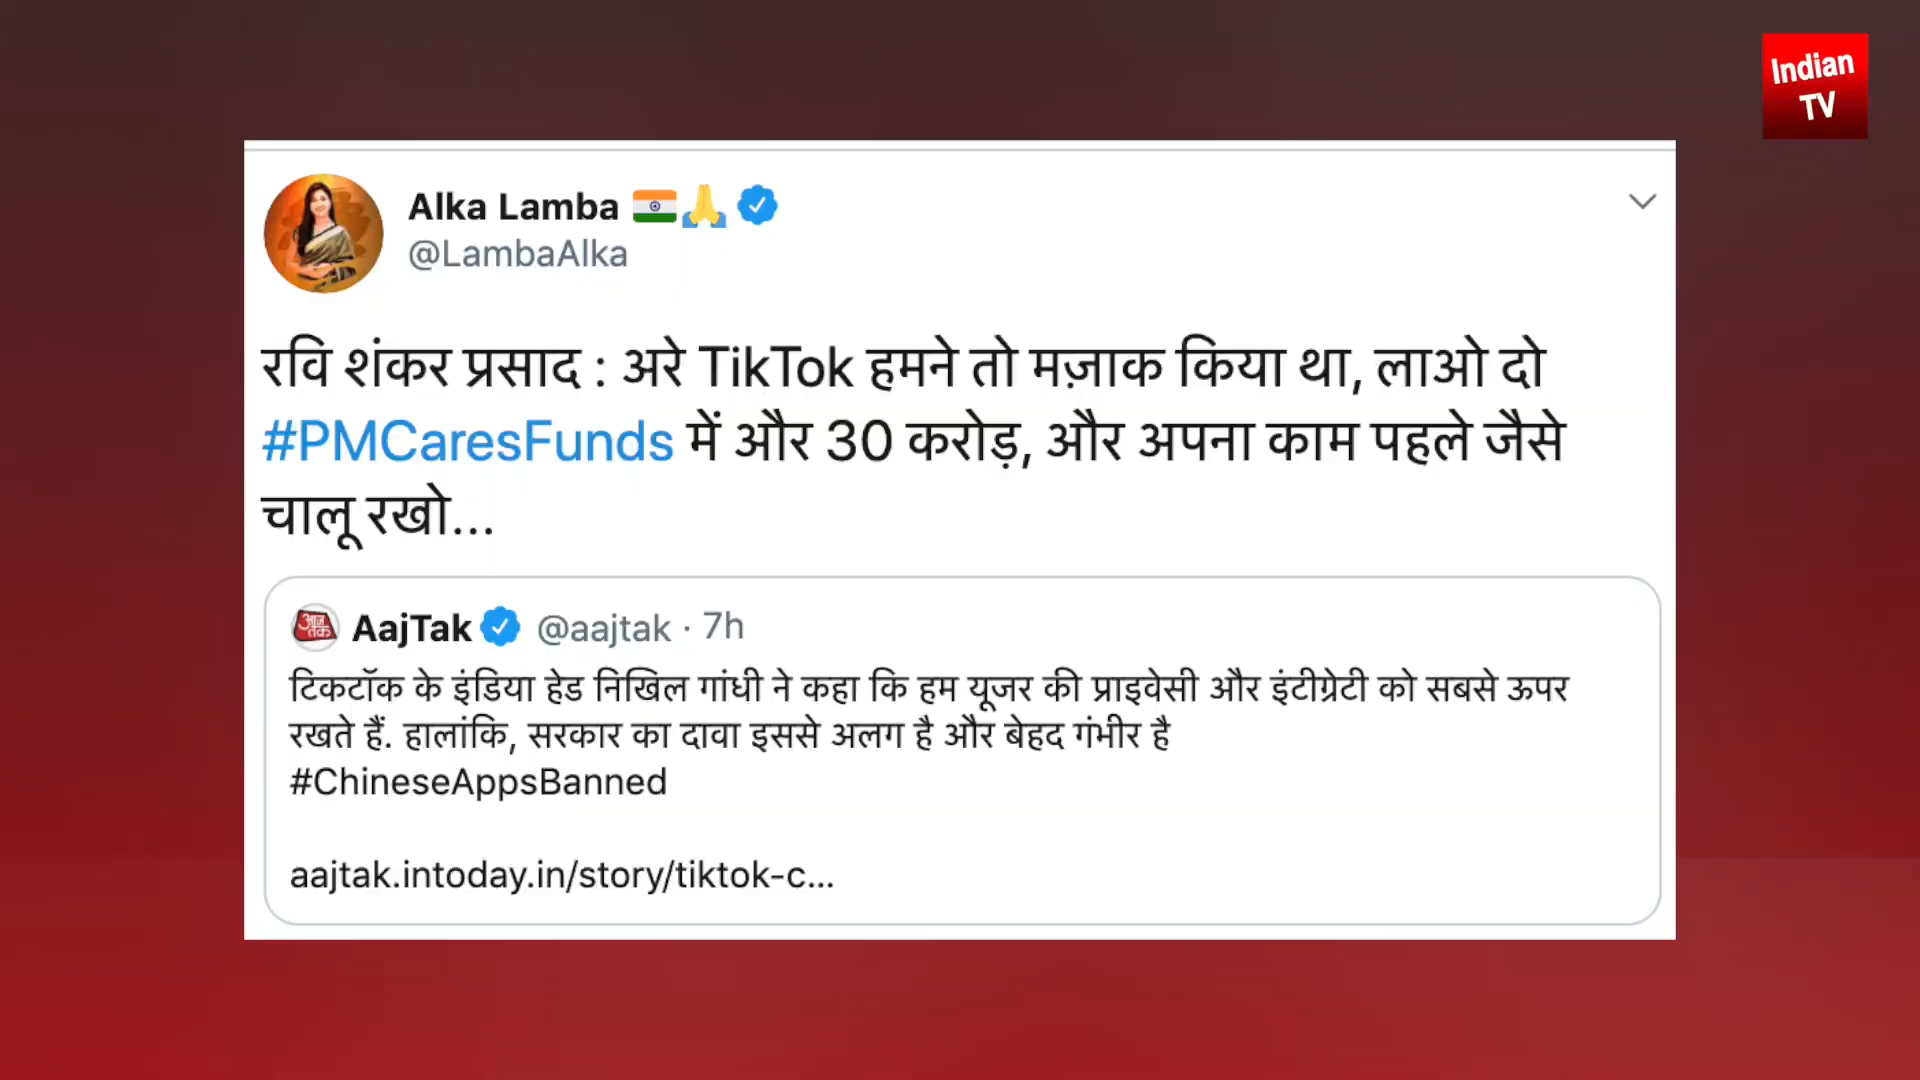 Indian
TV
Alka Lamba 🇮🇳🙏
@LambaAlka
रवि शंकर प्रसाद : अरे TikTok हमने तो मज़ाक किया था, लाओ दो
#PMCaresFunds में और 30 करोड़, और अपना काम पहले जैसे
चालू रखो...
आज
तक
AajTak @aajtak · 7h
टिकटॉक के इंडिया हेड निखिल गांधी ने कहा कि हम यूजर की प्राइवेसी और इंटीग्रेटी को सबसे ऊपर
रखते हैं. हालांकि, सरकार का दावा इससे अलग है और बेहद गंभीर है
#ChineseAppsBanned
aajtak.intoday.in/story/tiktok-c...